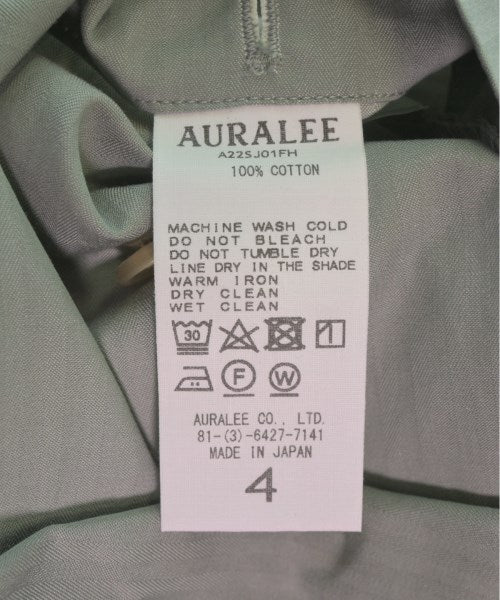 AURALEE
A22SJ01FH
100% COTTON
MACHINE WASH COLD
DO NOT BLEACH
DO NOT TUMBLE DRY
LINE DRY IN THE SHADE
WARM IRON
DRY CLEAN
WET CLEAN
30
F W
AURALEE CO., LTD.
81-(3)-6427-7141
MADE IN JAPAN
4